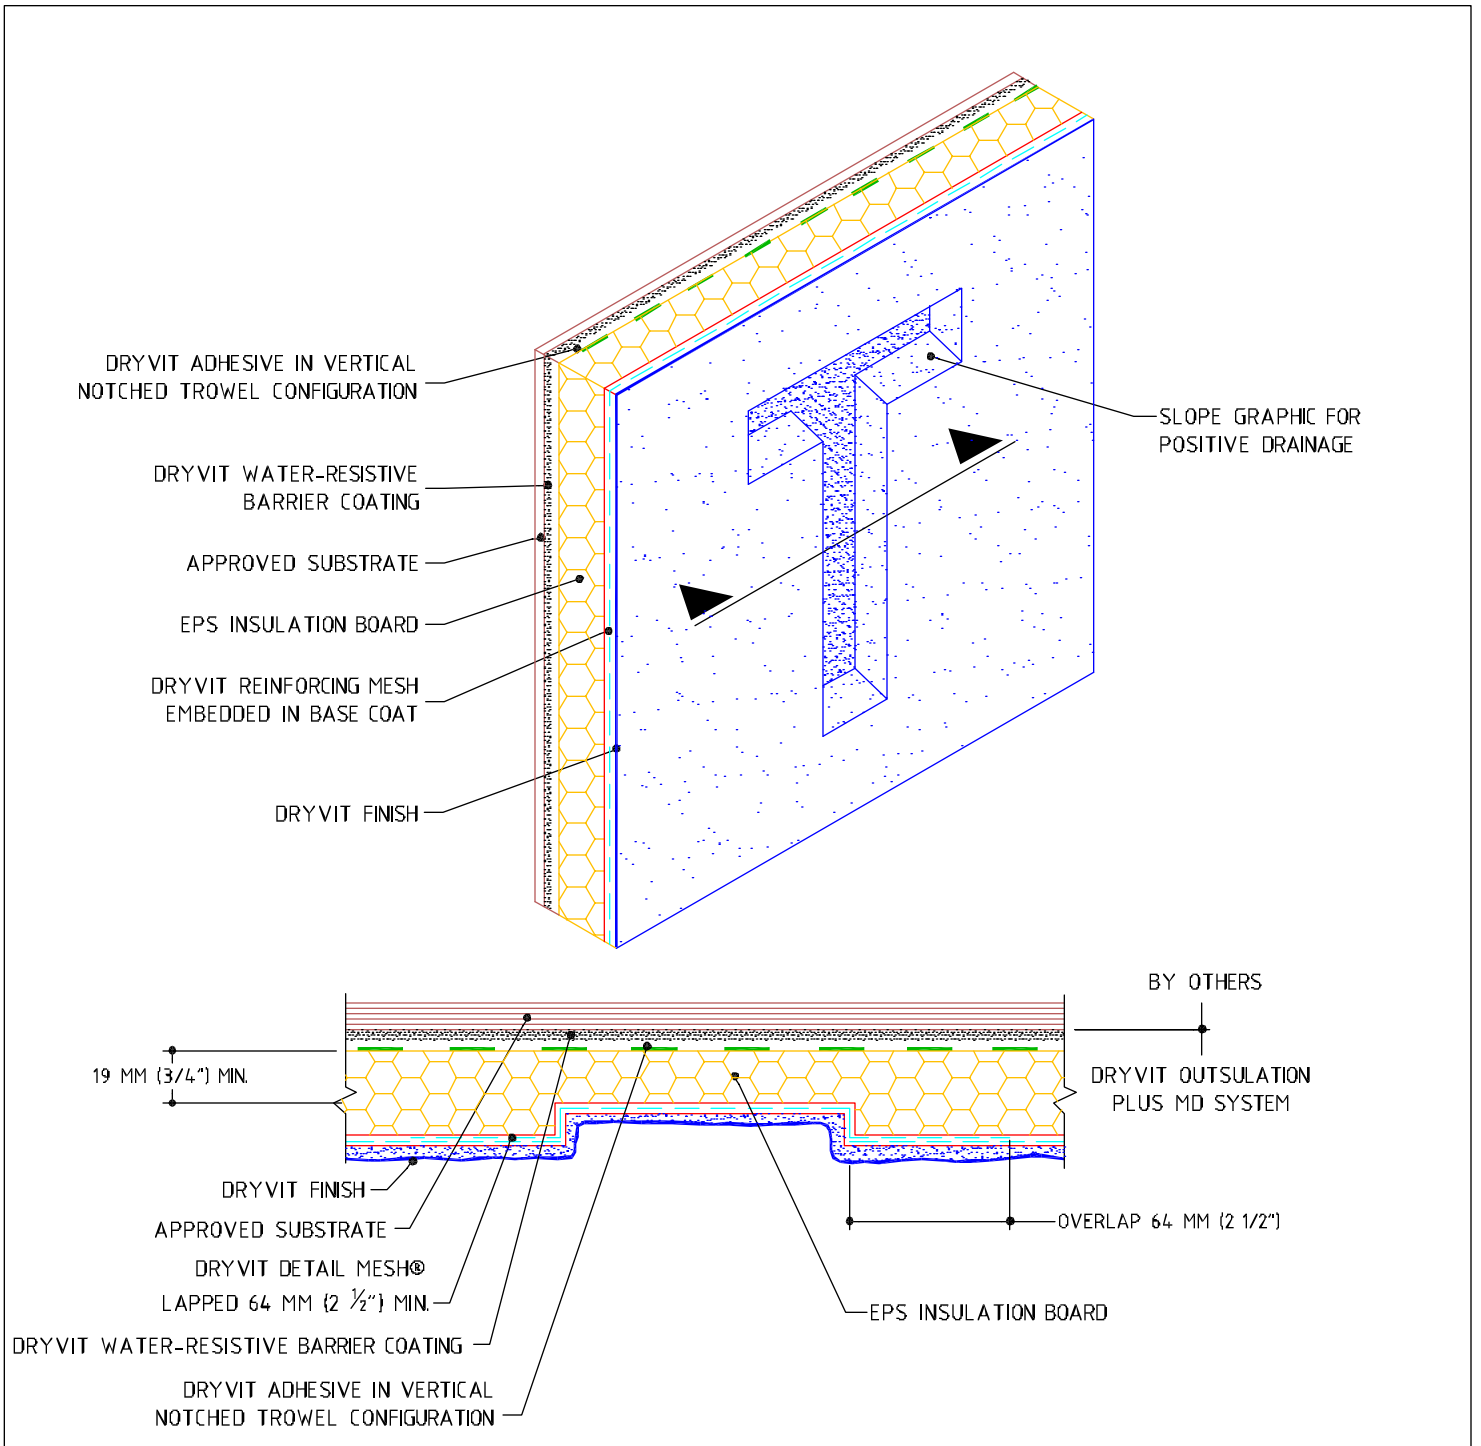 DRYVIT ADHESIVE IN VERTICAL
NOTCHED TROWEL CONFIGURATION
SLOPE GRAPHIC FOR
POSITIVE DRAINAGE
DRYVIT WATER-RESISTIVE
BARRIER COATING
APPROVED SUBSTRATE
EPS INSULATION BOARD
DRYVIT REINFORCING MESH
EMBEDDED IN BASE COAT
DRYVIT FINISH
BY OTHERS
19 MM (3/4") MIN.
DRYVIT OUTSULATION
PLUS MD SYSTEM
DRYVIT FINISH
APPROVED SUBSTRATE
OVERLAP 64 MM (2 1/2")
DRYVIT DETAIL MESH®
LAPPED 64 MM (2 ½") MIN.
EPS INSULATION BOARD
DRYVIT WATER-RESISTIVE BARRIER COATING
DRYVIT ADHESIVE IN VERTICAL
NOTCHED TROWEL CONFIGURATION